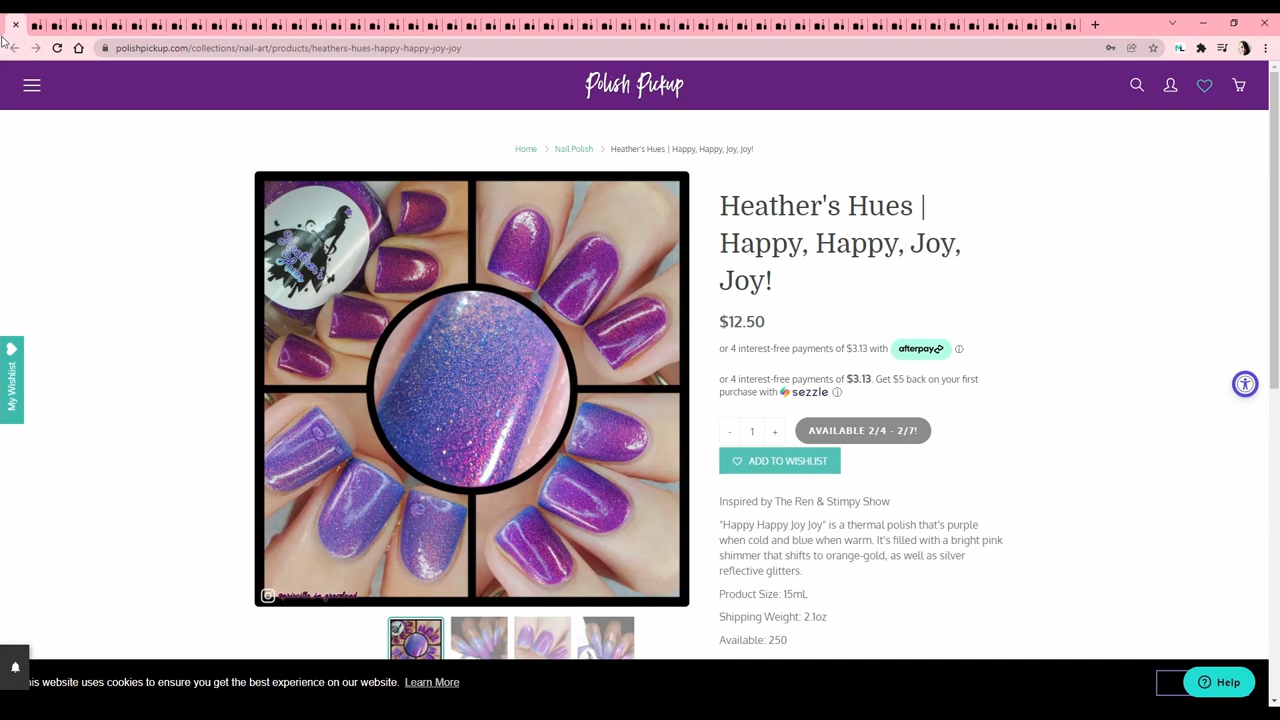 polishpickup.com/collections/nail-art/products/heathers-hues-happy-happy-joy-joy
Polish Pickup
Home > Nail Polish > Heather's Hues | Happy, Happy, Joy, Joy!
Heather's Hues
Heather's Hues |
Happy, Happy, Joy,
Joy!
$12.50
or 4 interest-free payments of $3.13 with afterpay
or 4 interest-free payments of $3.13. Get $5 back on your first
purchase with sezzle
- 1 + AVAILABLE 2/4 - 2/7!
ADD TO WISHLIST
My Wishlist
Inspired by The Ren & Stimpy Show
"Happy Happy Joy Joy" is a thermal polish that's purple
when cold and blue when warm. It's filled with a bright pink
shimmer that shifts to orange-gold, as well as silver
reflective glitters.
Product Size: 15mL
Shipping Weight: 2.1oz
Available: 250
his website uses cookies to ensure you get the best experience on our website. Learn More
Help